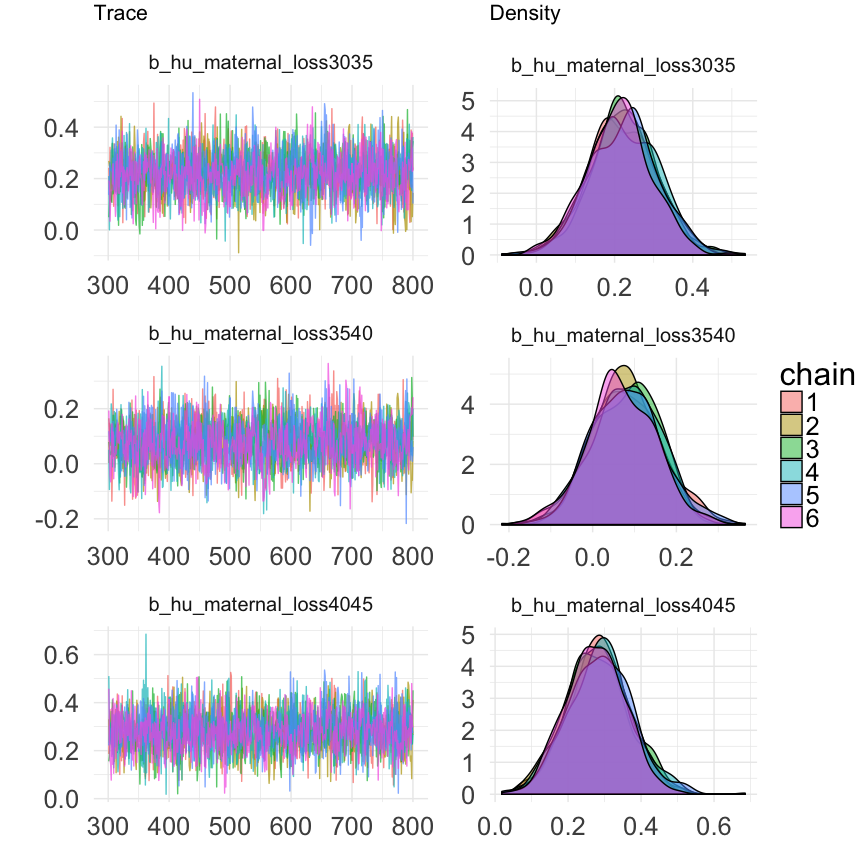 Trace Density
b_hu_maternal_loss3035 b_hu_maternal_loss3035
0.4
0.2
0.0
300 400 500 600 700 800
5
4
3
2
1
0
0.0 0.2 0.4
b_hu_maternal_loss3540 b_hu_maternal_loss3540
0.2
0.0
-0.2
300 400 500 600 700 800
4
2
0
-0.2 0.0 0.2
chain
1
2
3
4
5
6
b_hu_maternal_loss4045 b_hu_maternal_loss4045
0.6
0.4
0.2
0.0
300 400 500 600 700 800
5
4
3
2
1
0
0.0 0.2 0.4 0.6